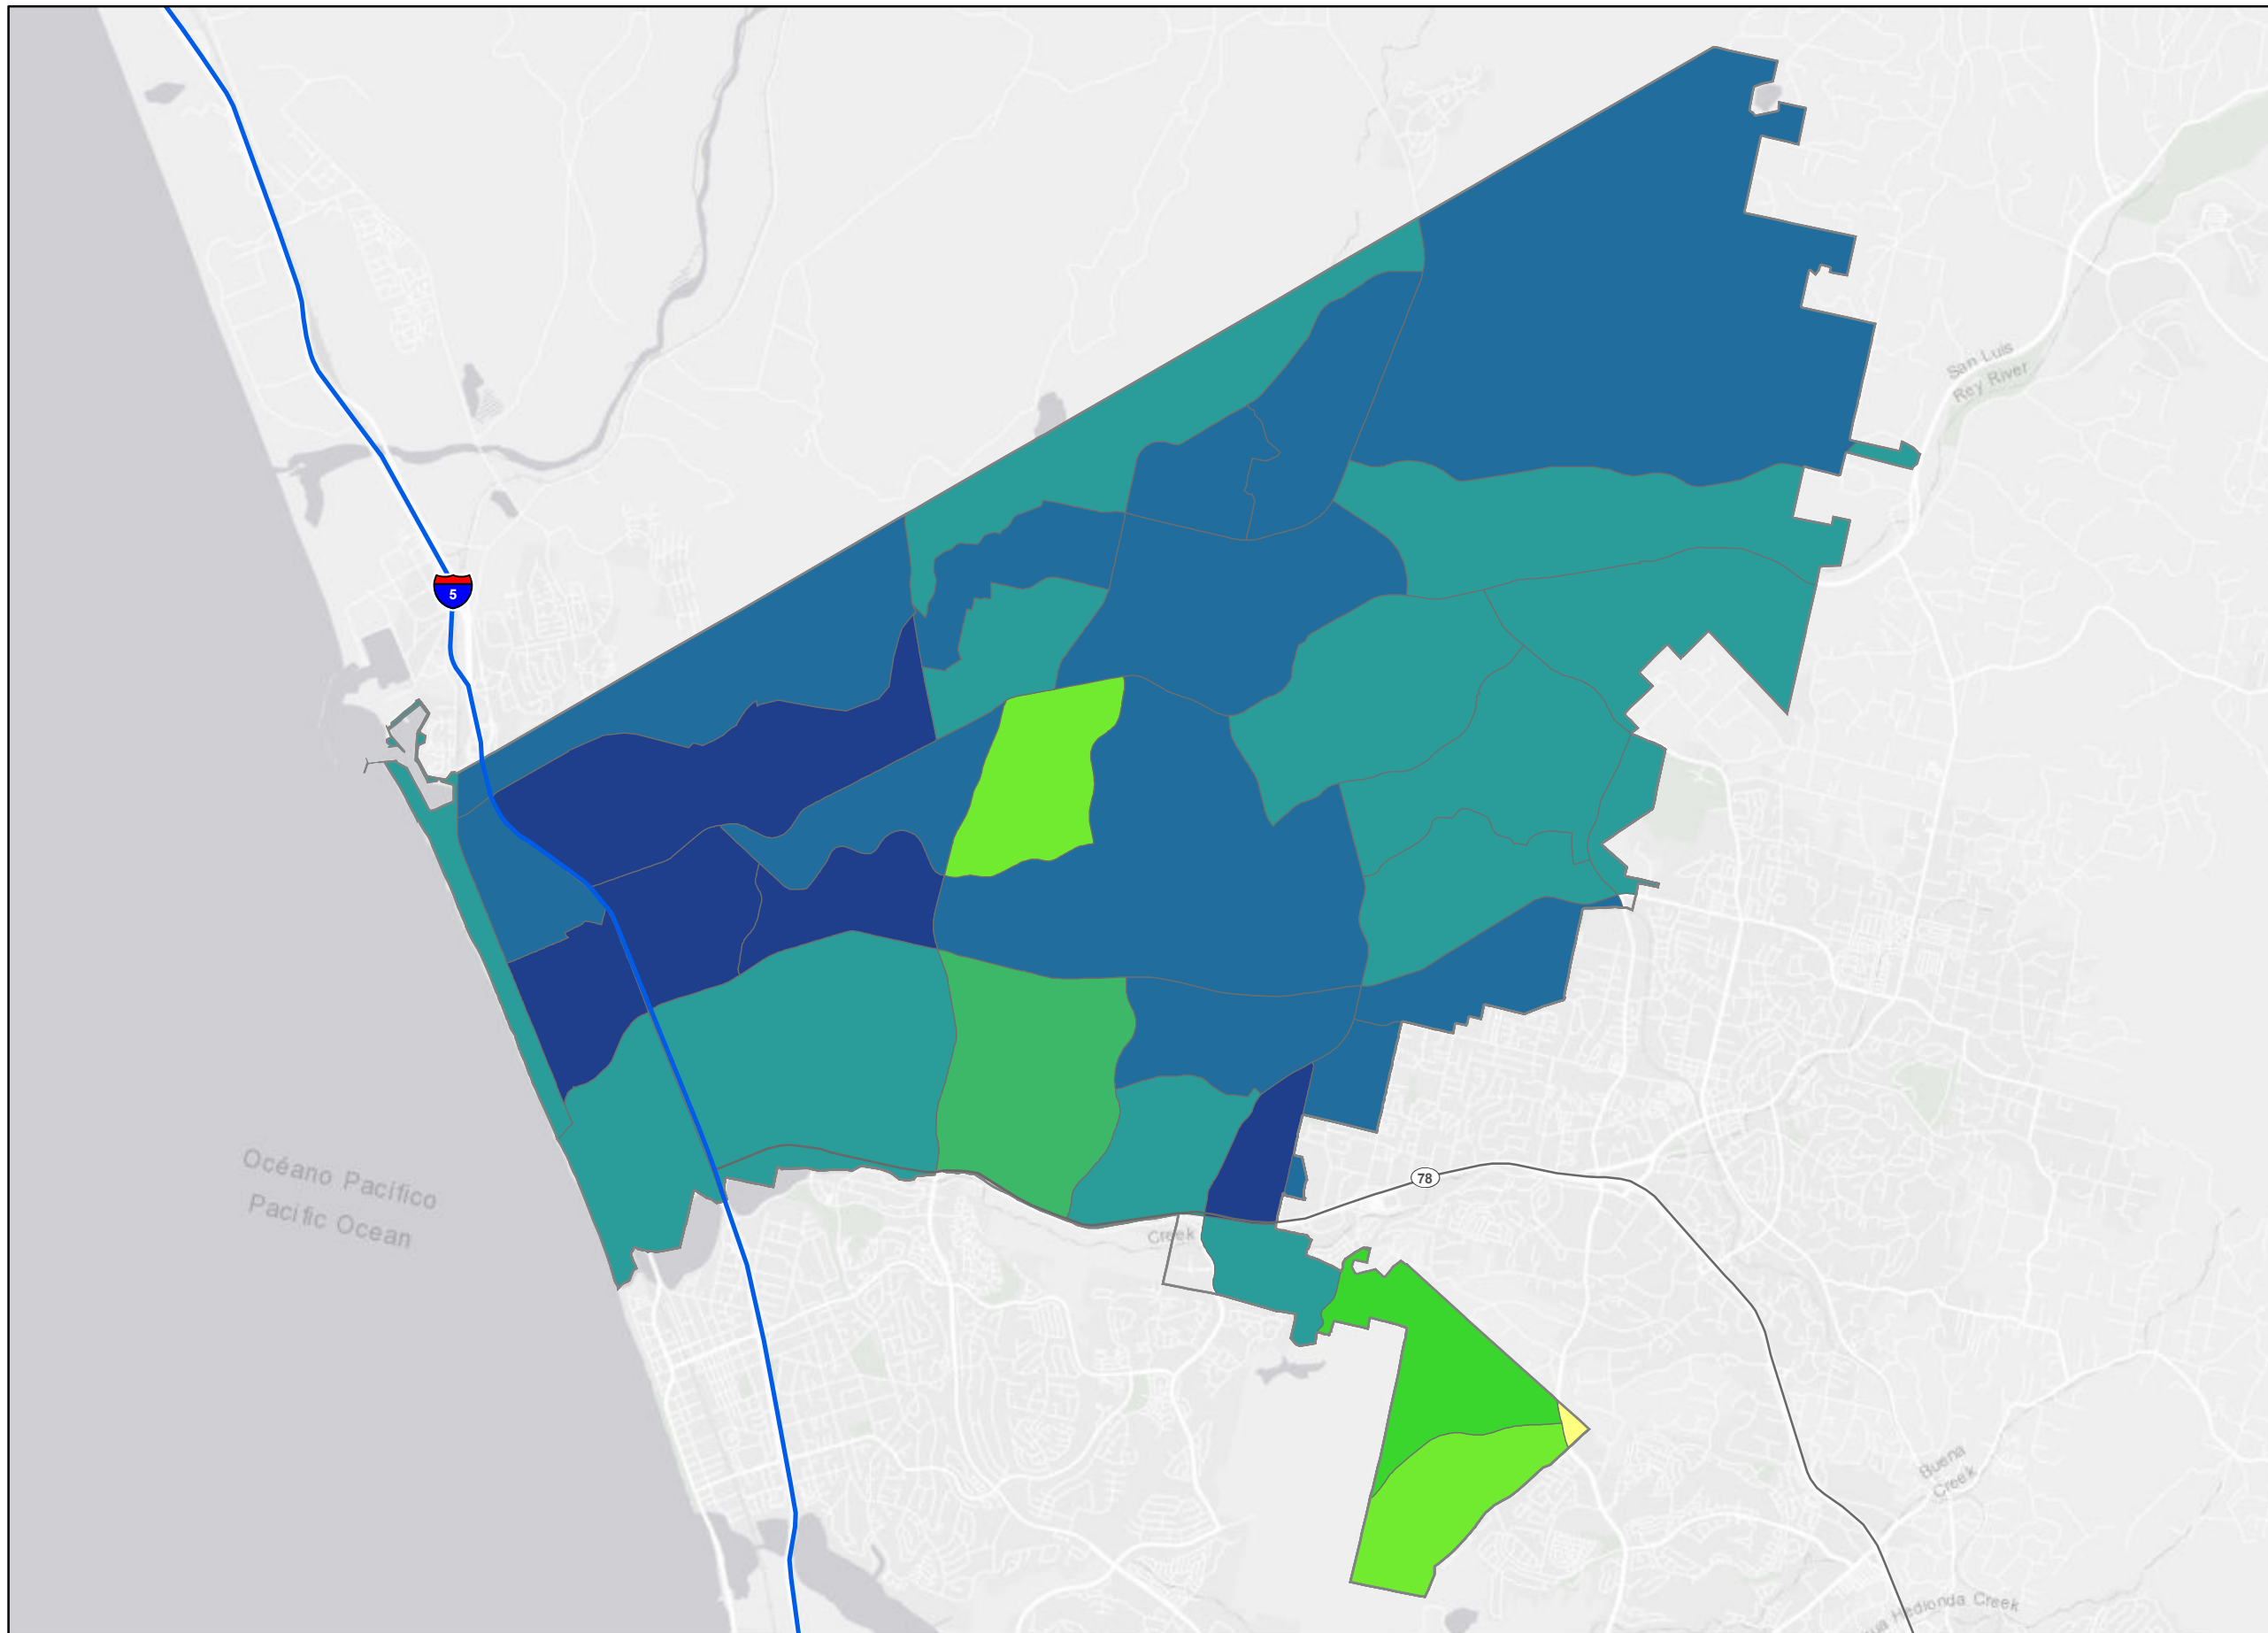 San Luis
Rey River
5
Océano Pacífico
Pacific Ocean
78
Creek
Buena
Creek
Hedionda Creek